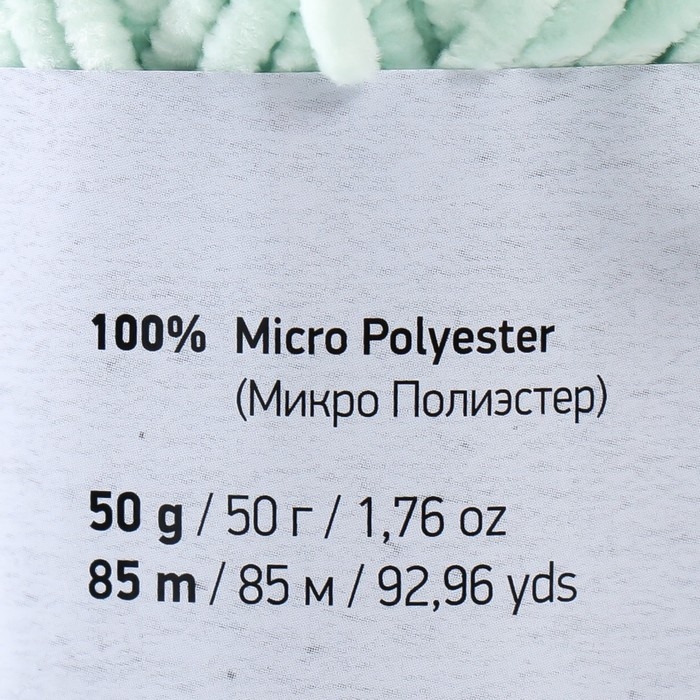 100% Micro Polyester
(Микро Полиэстер)
50 g / 50 г / 1,76 oz
85 m / 85 м / 92,96 yds